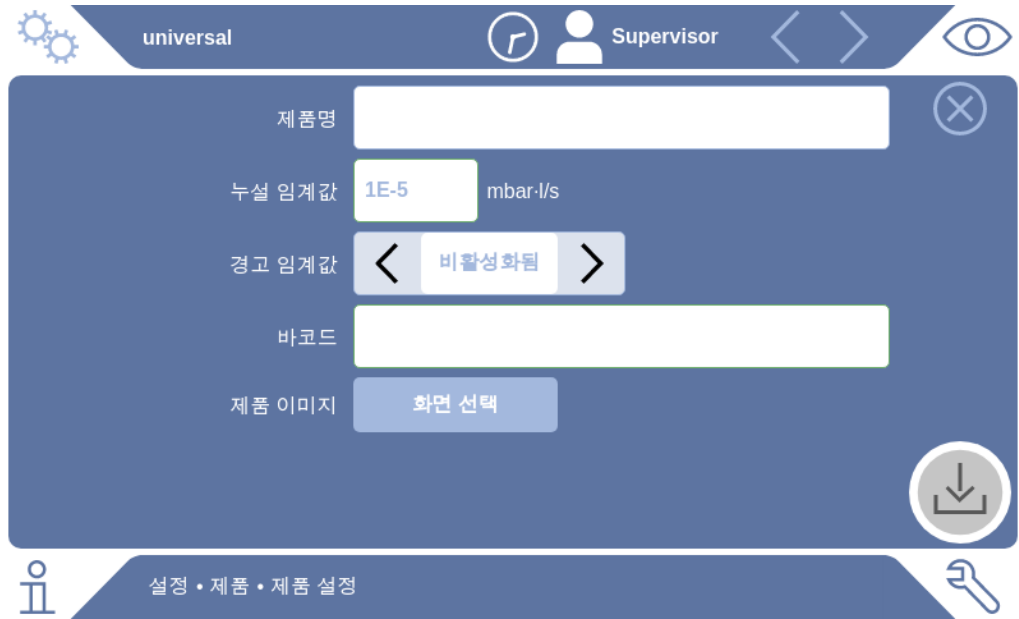 universal
Supervisor
제품명
누설 임계값 1E-5 mbar·l/s
경고 임계값 비활성화됨
바코드
제품 이미지 화면 선택
설정 • 제품 • 제품 설정